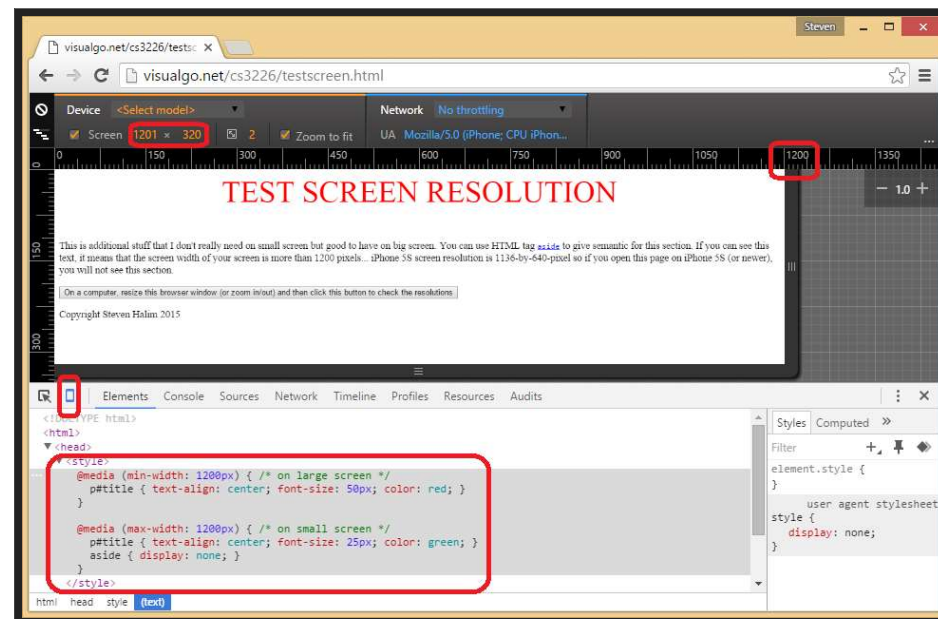 Steven
visualgo.net/cs3226/testsc
visualgo.net/cs3226/testscreen.html
Device <Select model> Network No throttling
Screen 1201 × 320 2 Zoom to fit UA Mozilla/5.0 (iPhone; CPU iPhon...
0 150 300 450 600 750 900 1050 1200 1350
0
1.0
TEST SCREEN RESOLUTION
This is additional stuff that I don't really need on small screen but good to have on big screen. You can use HTML tag aside to give semantic for this section. If you can see this
150
text, it means that the screen width of your screen is more than 1200 pixels... iPhone 5S screen resolution is 1136-by-640-pixel so if you open this page on iPhone 5S (or newer),
you will not see this section.
On a computer, resize this browser window (or zoom in/out) and then click this button to check the resolutions
Copyright Steven Halim 2015
300
Elements Console Sources Network Timeline Profiles Resources Audits
<!DOCTYPE html>
<html>
<head>
<style>
@media (min-width: 1200px) { /* on large screen */
p#title { text-align: center; font-size: 50px; color: red; }
}
@media (max-width: 1200px) { /* on small screen */
p#title { text-align: center; font-size: 25px; color: green; }
aside { display: none; }
}
</style>
html head style (text)
Styles Computed »
Filter
element.style {
}
user agent stylesheet
style {
display: none;
}